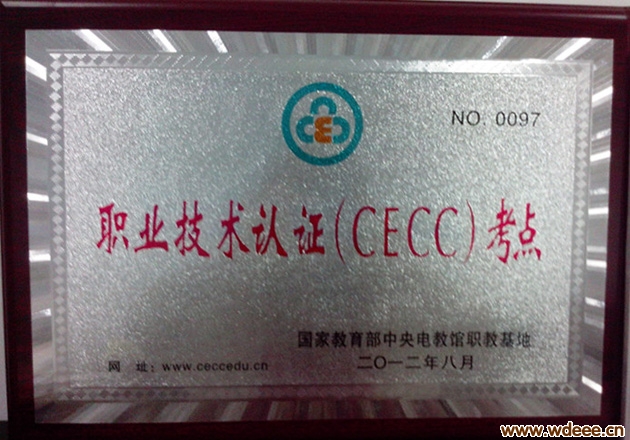 NO. 0097
职业技术认证(CECC)考点
国家教育部中央电教馆职教基地
网 址:www.ceccedu.cn 二〇一二年八月
www.wdeee.cn